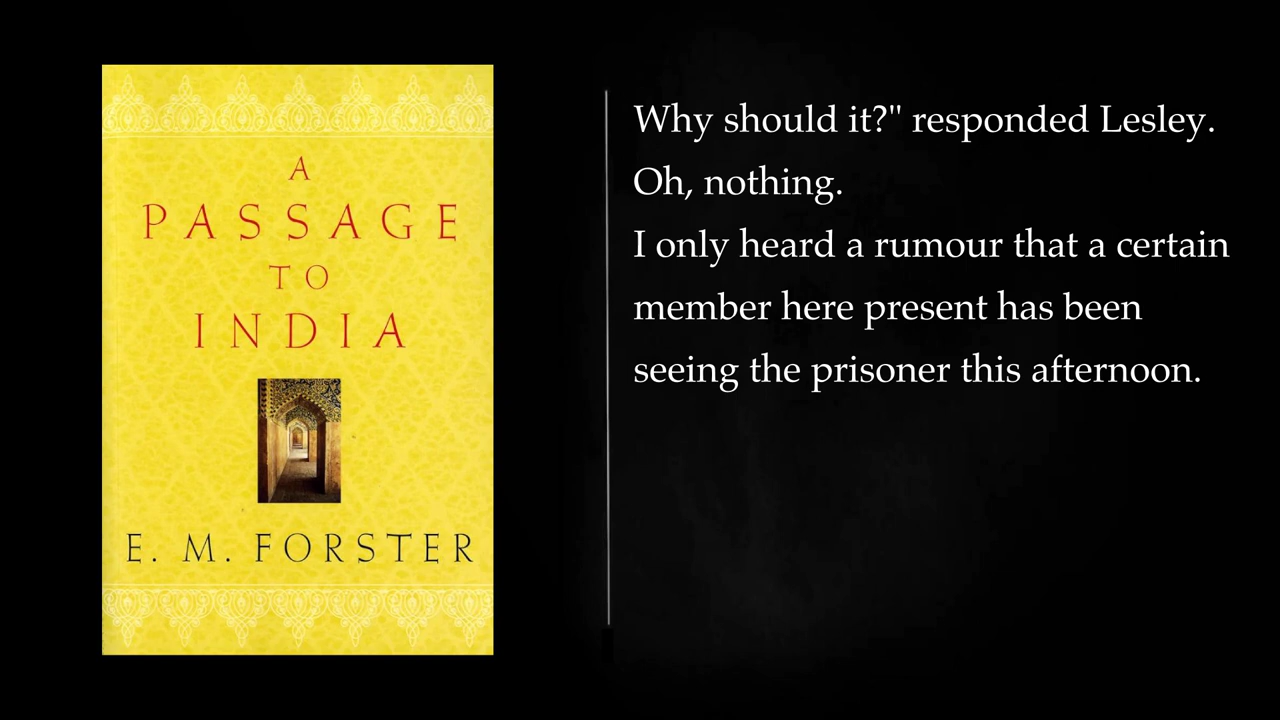 A
PASSAGE
TO
INDIA
E. M. FORSTER
Why should it?" responded Lesley.
Oh, nothing.
I only heard a rumour that a certain
member here present has been
seeing the prisoner this afternoon.